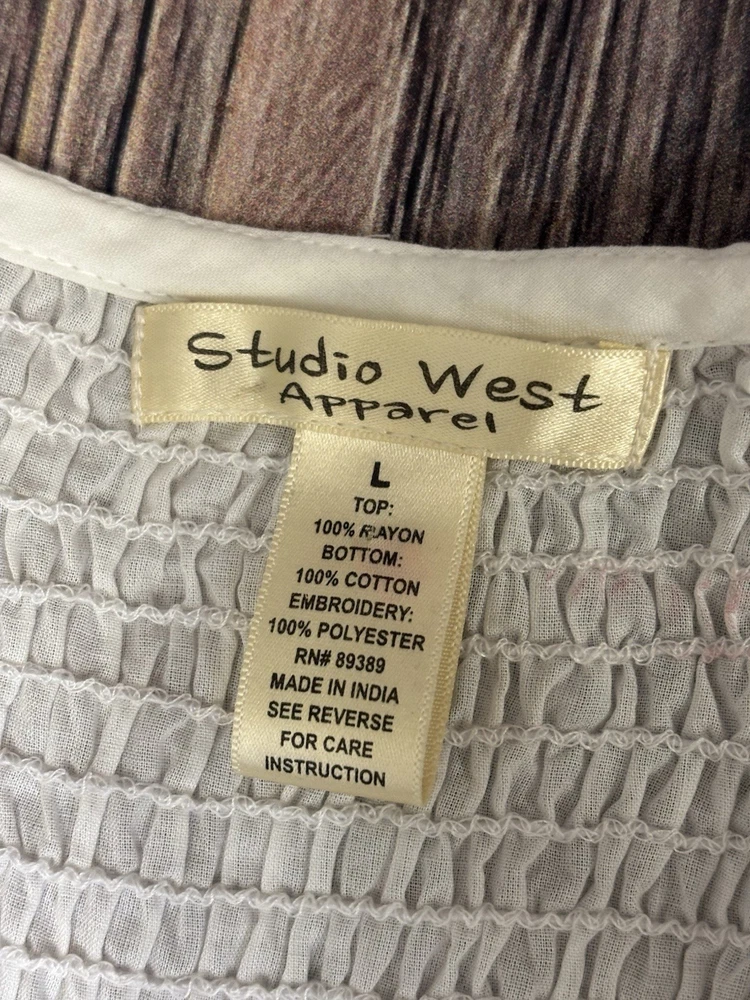 Studio West
Apparel
L
TOP:
100% RAYON
BOTTOM:
100% COTTON
EMBROIDERY:
100% POLYESTER
RN# 89389
MADE IN INDIA
SEE REVERSE
FOR CARE
INSTRUCTION